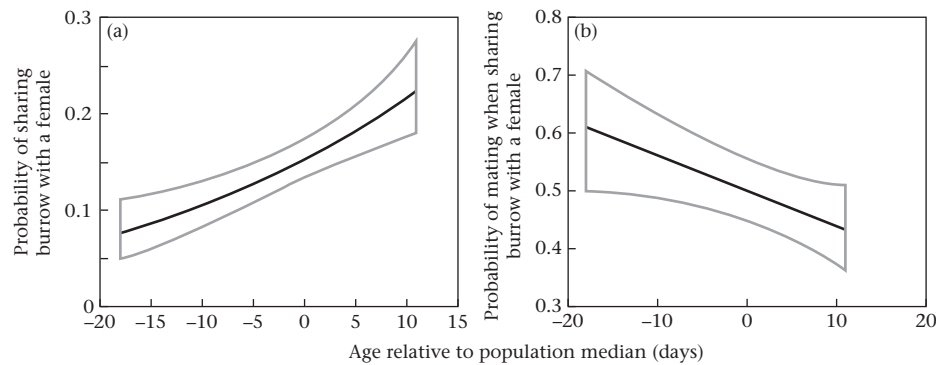 (a)
Probability of sharing
burrow with a female
0.3
0.2
0.1
0
–20 –15 –10 –5 0 5 10 15
(b)
Probability of mating when sharing
burrow with a female
0.8
0.7
0.6
0.5
0.4
0.3
–20 –10 0 10 20
Age relative to population median (days)